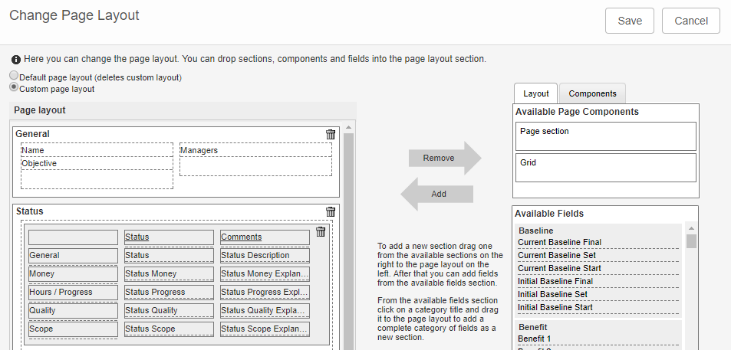 Change Page Layout
Save
Cancel
Here you can change the page layout. You can drop sections, components and fields into the page layout section.
Default page layout (deletes custom layout)
Custom page layout
Page layout
General
Name
Managers
Objective
Status
Status
Comments
General
Status
Status Description
Money
Status Money
Status Money Explan...
Hours / Progress
Status Progress
Status Progress Expl...
Quality
Status Quality
Status Quality Expla...
Scope
Status Scope
Status Scope Explan...
Remove
Add
To add a new section drag one
from the available sections on the
right to the page layout on the
left. After that you can add fields
from the available fields section.
From the available fields section
click on a category title and drag
it to the page layout to add a
complete category of fields as a
new section.
Layout
Components
Available Page Components
Page section
Grid
Available Fields
Baseline
Current Baseline Final
Current Baseline Set
Current Baseline Start
Initial Baseline Final
Initial Baseline Set
Initial Baseline Start
Benefit
Benefit 1